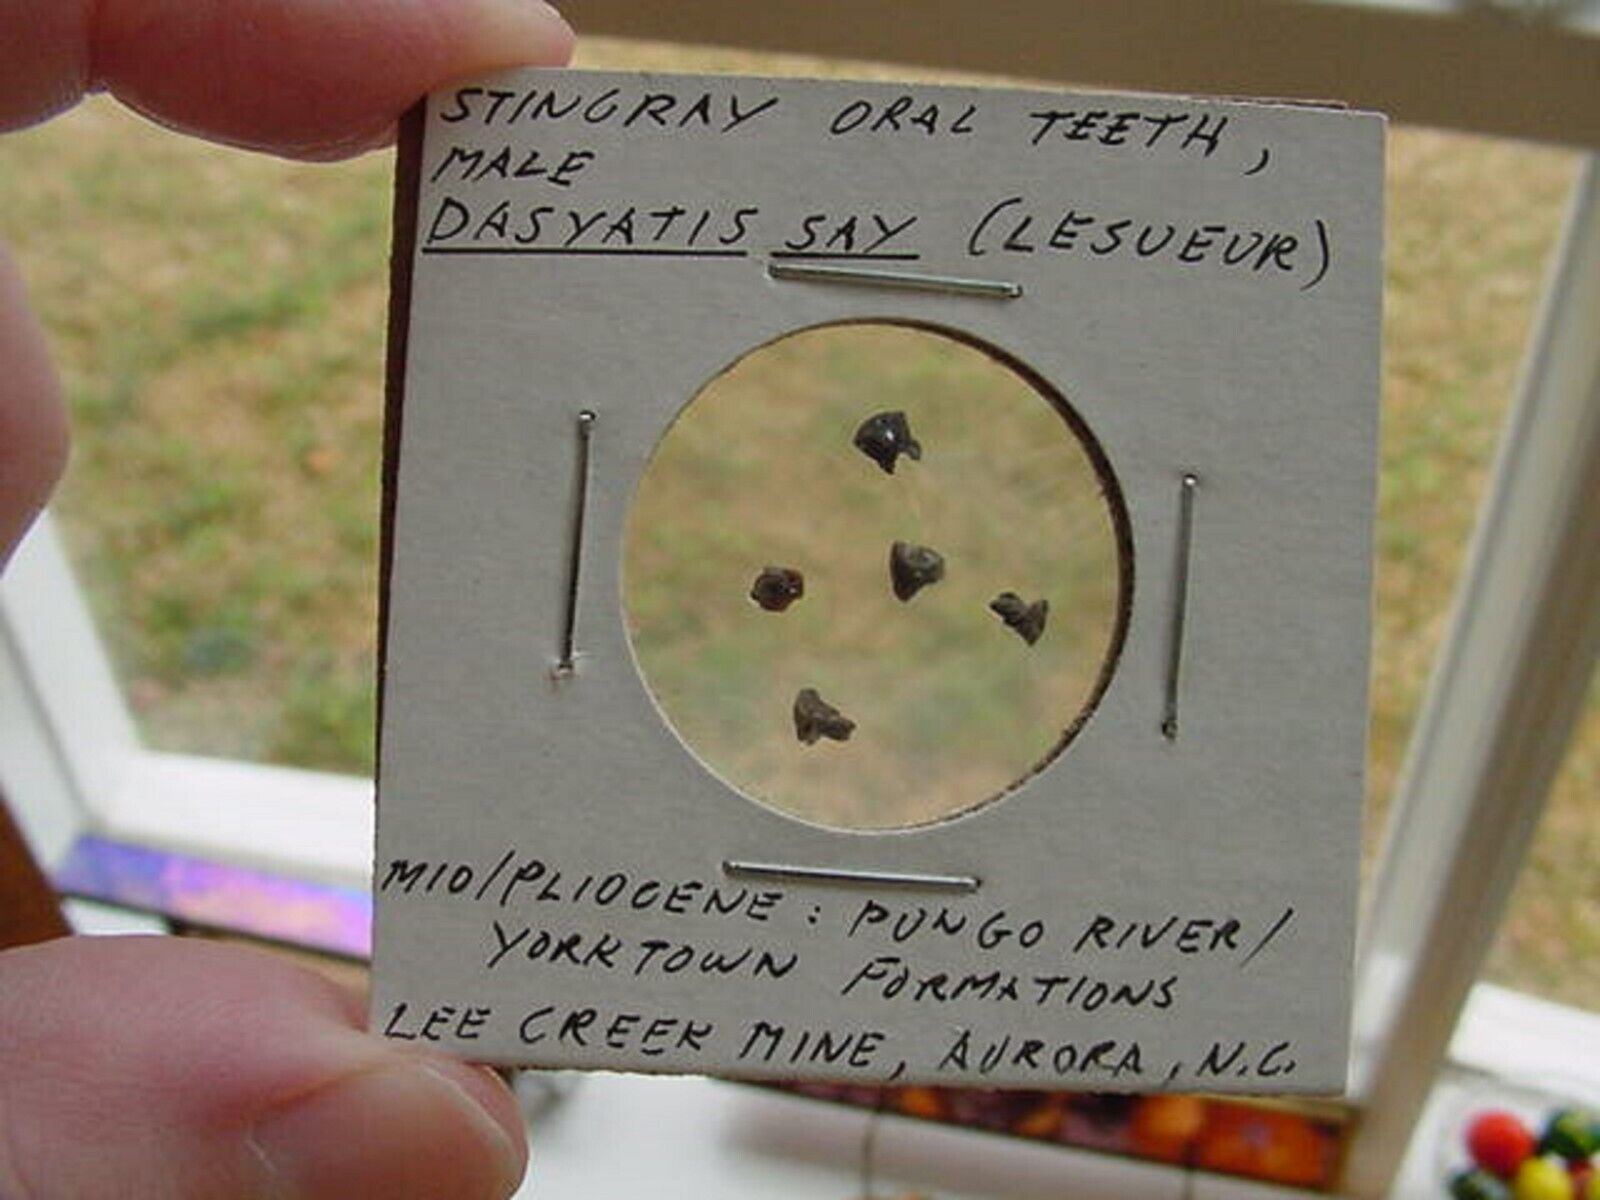 STINGRAY ORAL TEETH,
MALE
DASYATIS SAY (LESUEUR)
MIO/PLIOCENE: PUNGO RIVER/
YORKTOWN FORMATIONS
LEE CREEK MINE, AURORA, N.C.